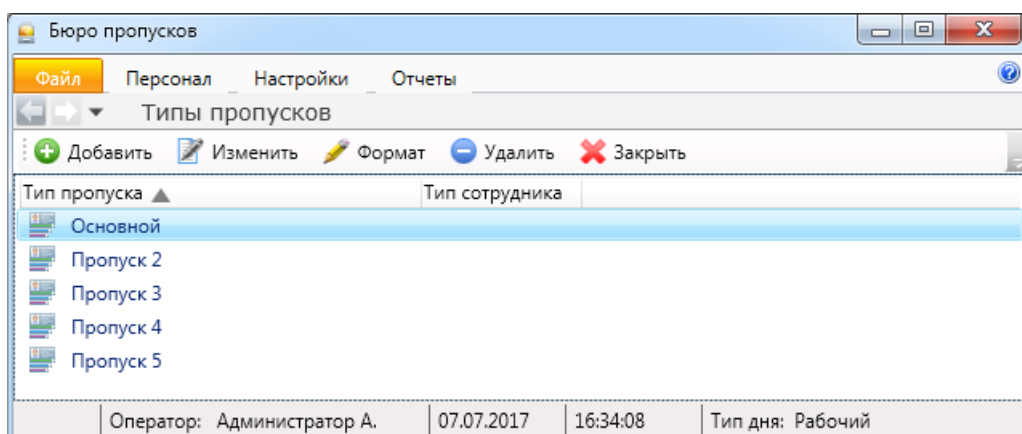 Бюро пропусков
Файл Персонал Настройки Отчеты
Типы пропусков
Добавить Изменить Формат Удалить Закрыть
Тип пропуска Тип сотрудника
Основной
Пропуск 2
Пропуск 3
Пропуск 4
Пропуск 5
Оператор: Администратор А. 07.07.2017 16:34:08 Тип дня: Рабочий